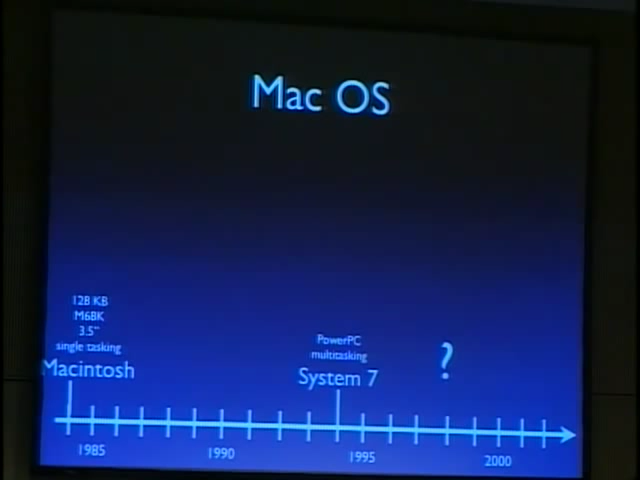 Mac OS
128 KB
M68K
3.5"
single tasking
Macintosh
PowerPC
multitasking
System 7
?
1985
1990
1995
2000